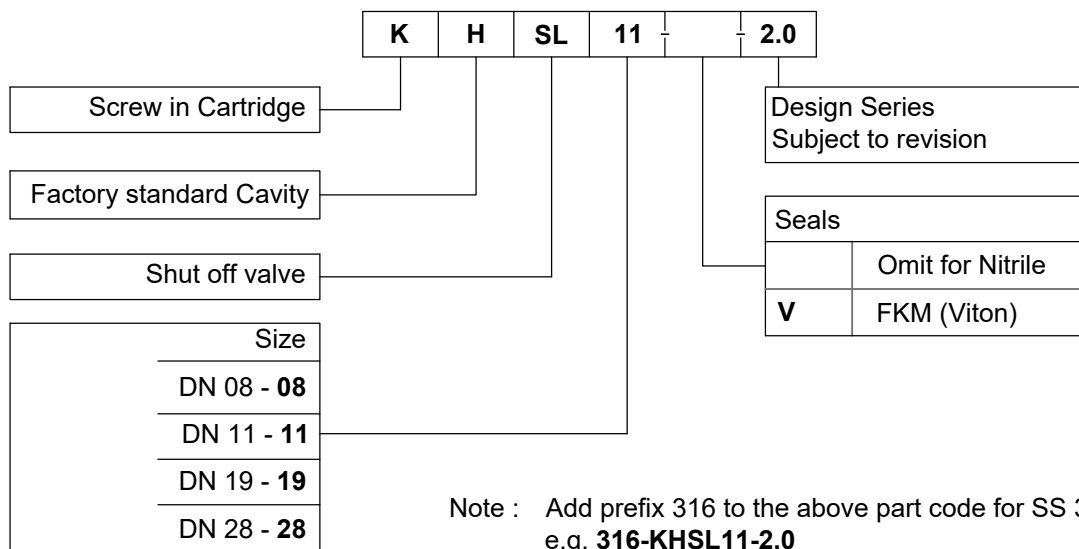 K H SL 11 - - 2.0
Screw in Cartridge
Design Series
Subject to revision
Factory standard Cavity
Seals
Omit for Nitrile
V FKM (Viton)
Shut off valve
Size
DN 08 - 08
DN 11 - 11
DN 19 - 19
DN 28 - 28
Note : Add prefix 316 to the above part code for SS
e.g. 316-KHSL11-2.0